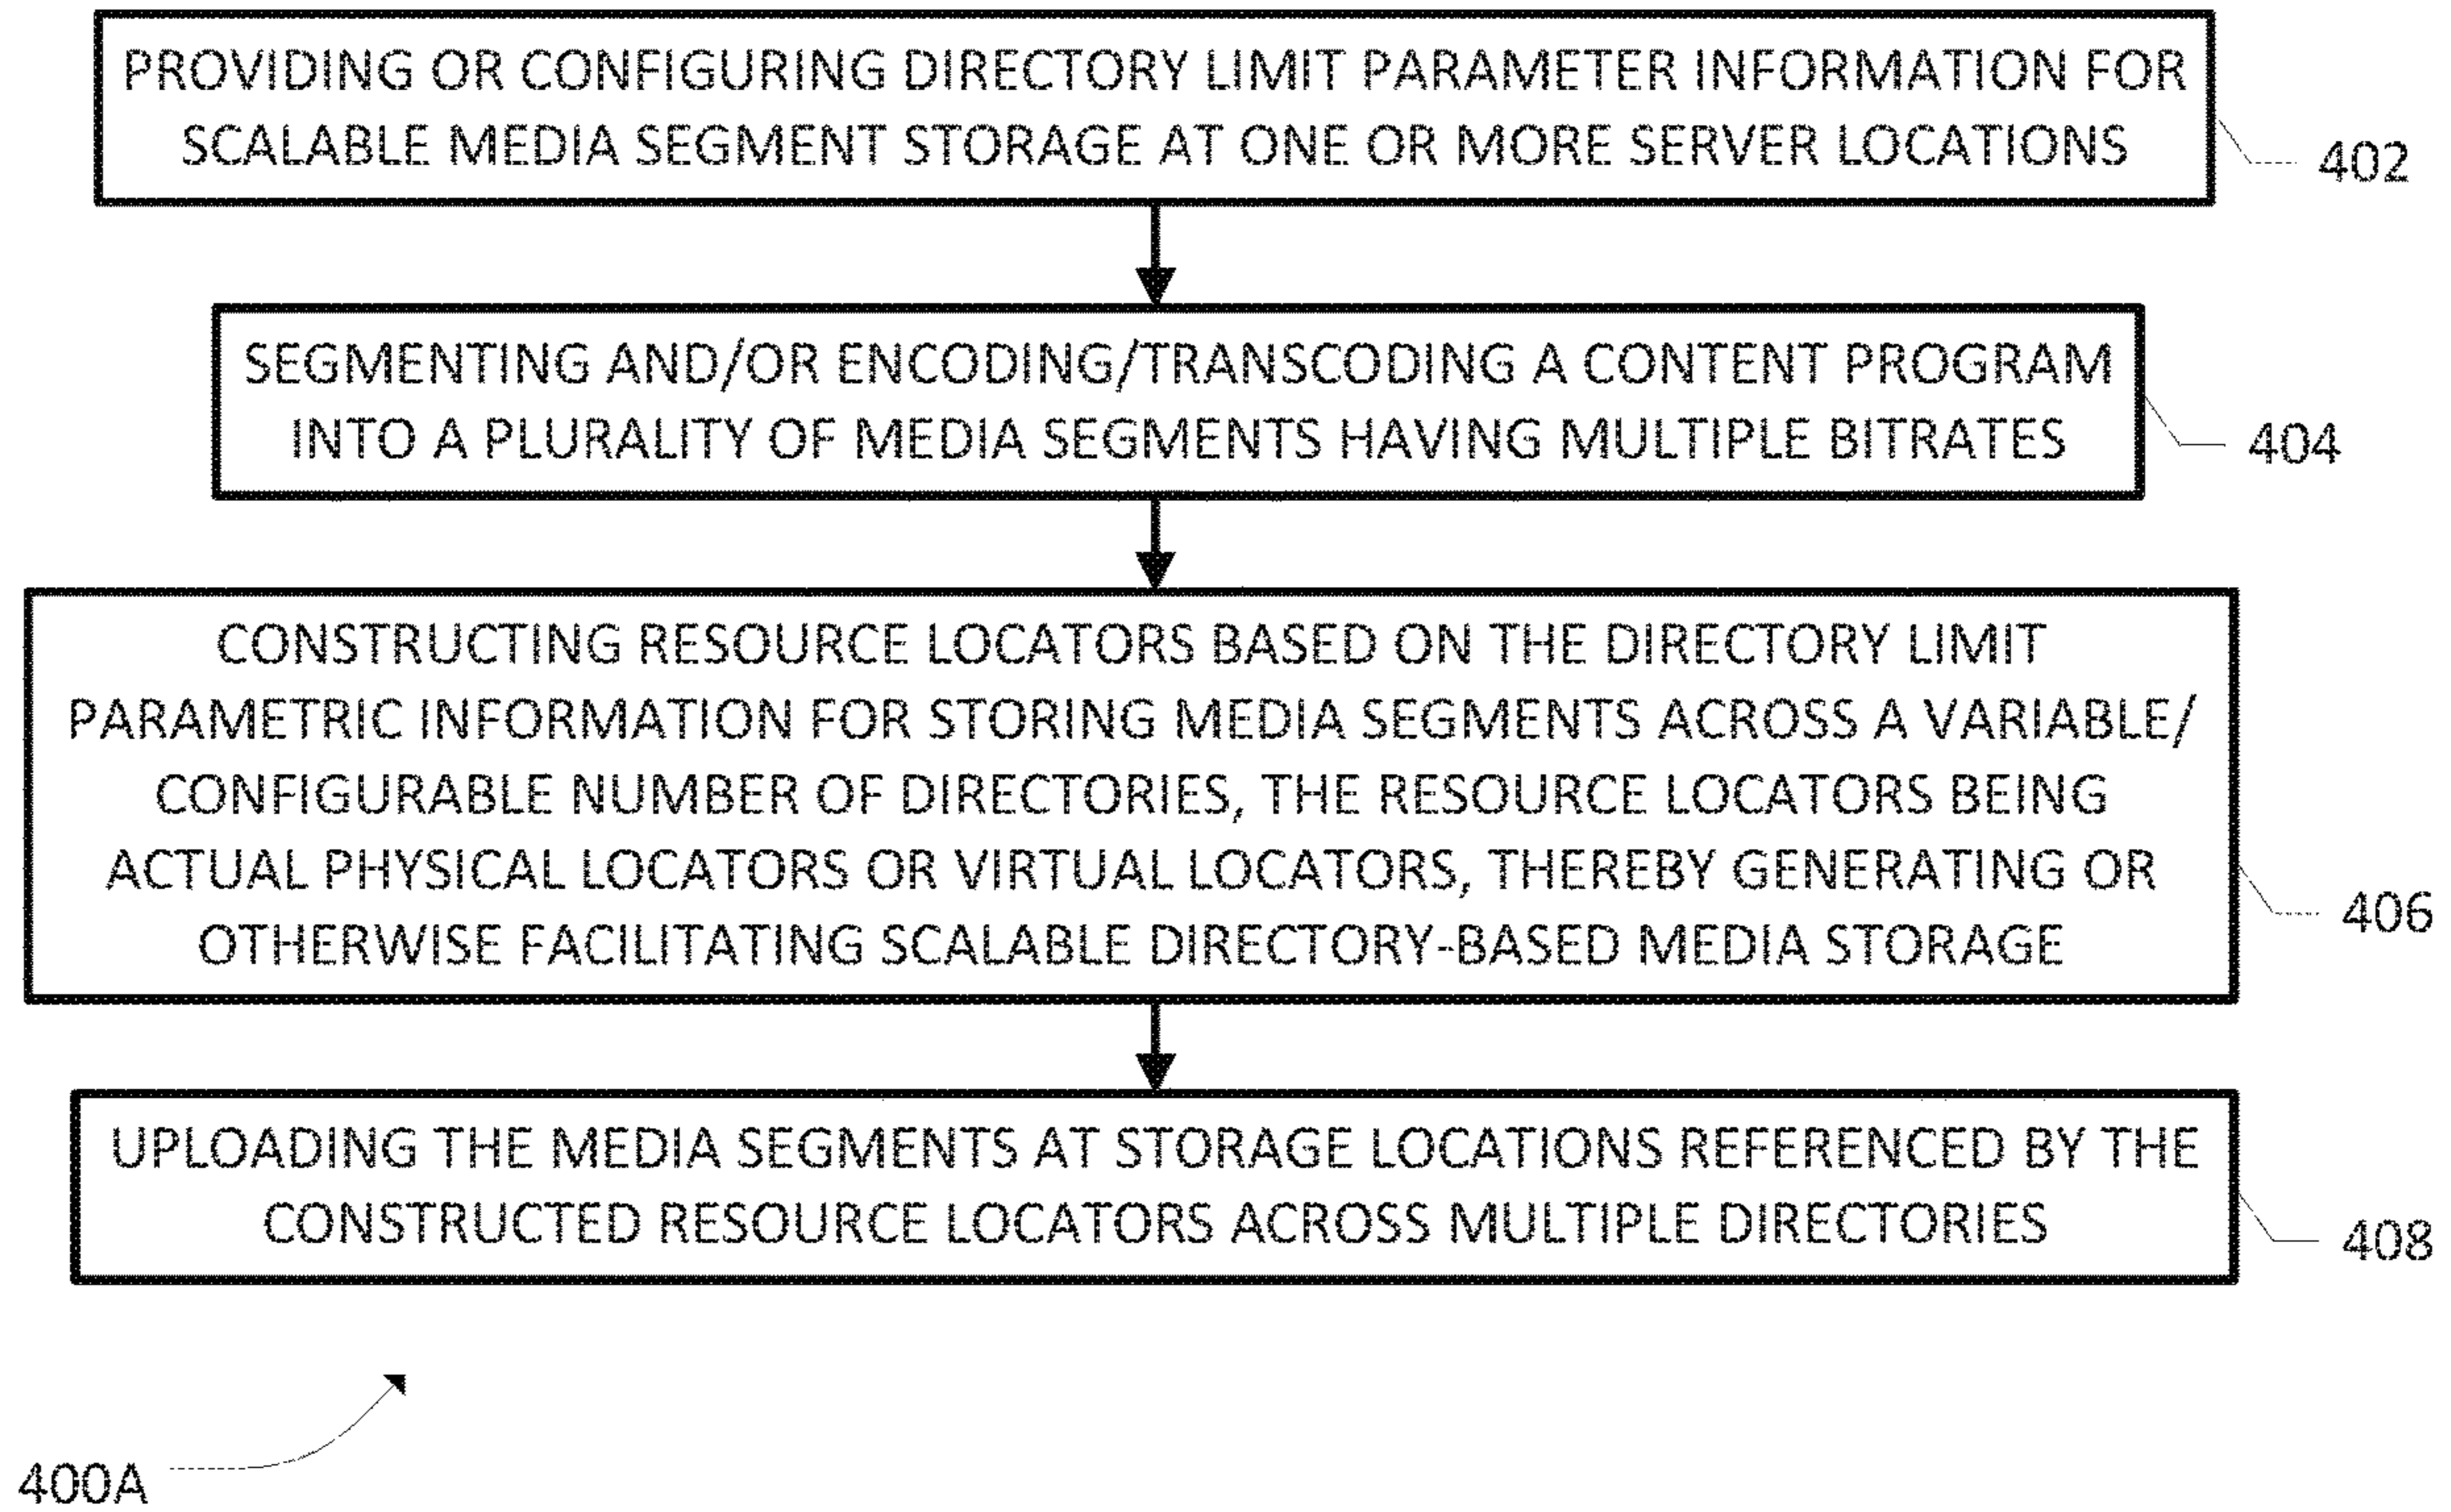 PROVIDING OR CONFIGURING DIRECTORY LIMIT PARAMETER INFORMATION FOR
SCALABLE MEDIA SEGMENT STORAGE AT ONE OR MORE SERVER LOCATIONS
402
SEGMENTING AND/OR ENCODING/TRANSCODING A CONTENT PROGRAM
INTO A PLURALITY OF MEDIA SEGMENTS HAVING MULTIPLE BITRATES
404
CONSTRUCTING RESOURCE LOCATORS BASED ON THE DIRECTORY LIMIT
PARAMETRIC INFORMATION FOR STORING MEDIA SEGMENTS ACROSS A VARIABLE/
CONFIGURABLE NUMBER OF DIRECTORIES, THE RESOURCE LOCATORS BEING
ACTUAL PHYSICAL LOCATORS OR VIRTUAL LOCATORS, THEREBY GENERATING OR
OTHERWISE FACILITATING SCALABLE DIRECTORY-BASED MEDIA STORAGE
406
UPLOADING THE MEDIA SEGMENTS AT STORAGE LOCATIONS REFERENCED BY THE
CONSTRUCTED RESOURCE LOCATORS ACROSS MULTIPLE DIRECTORIES
408
400A